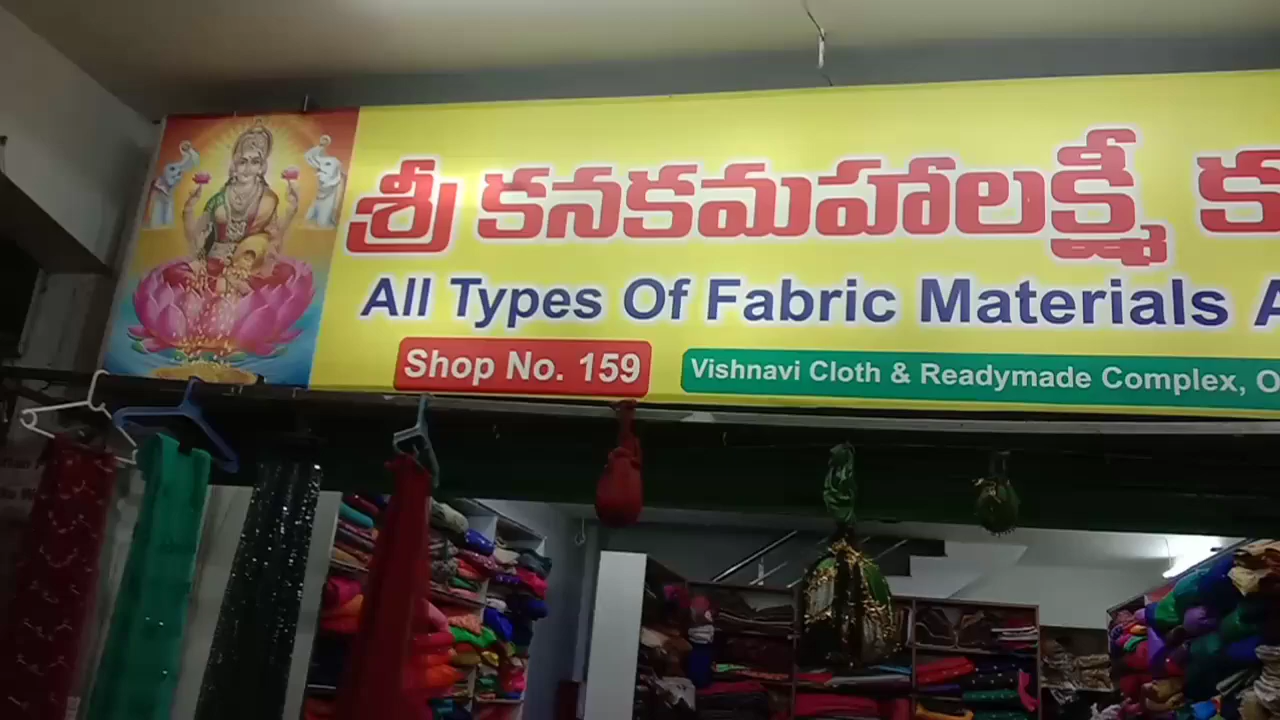 శ్రీ కనకమహాలక్ష్మీ
All Types Of Fabric Materials
Shop No. 159
Vishnavi Cloth & Readymade Complex,